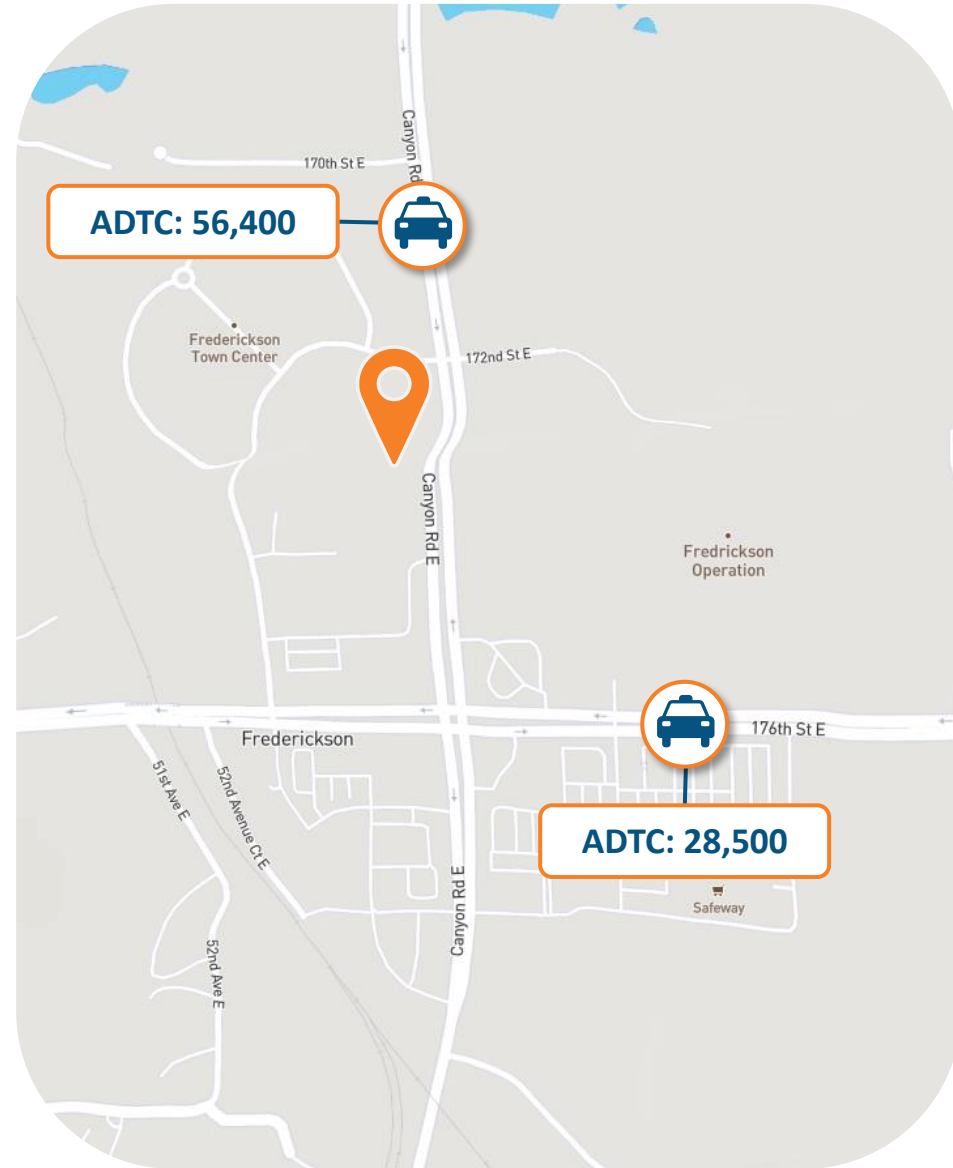 Canyon Rd
170th St E
ADTC: 56,400
Frederickson
Town Center
172nd St E
Canyon Rd E
Fredrickson
Operation
176th St E
Frederickson
51st Ave E
52nd Avenue Ct E
ADTC: 28,500
Safeway
Canyon Rd E
52nd Ave E